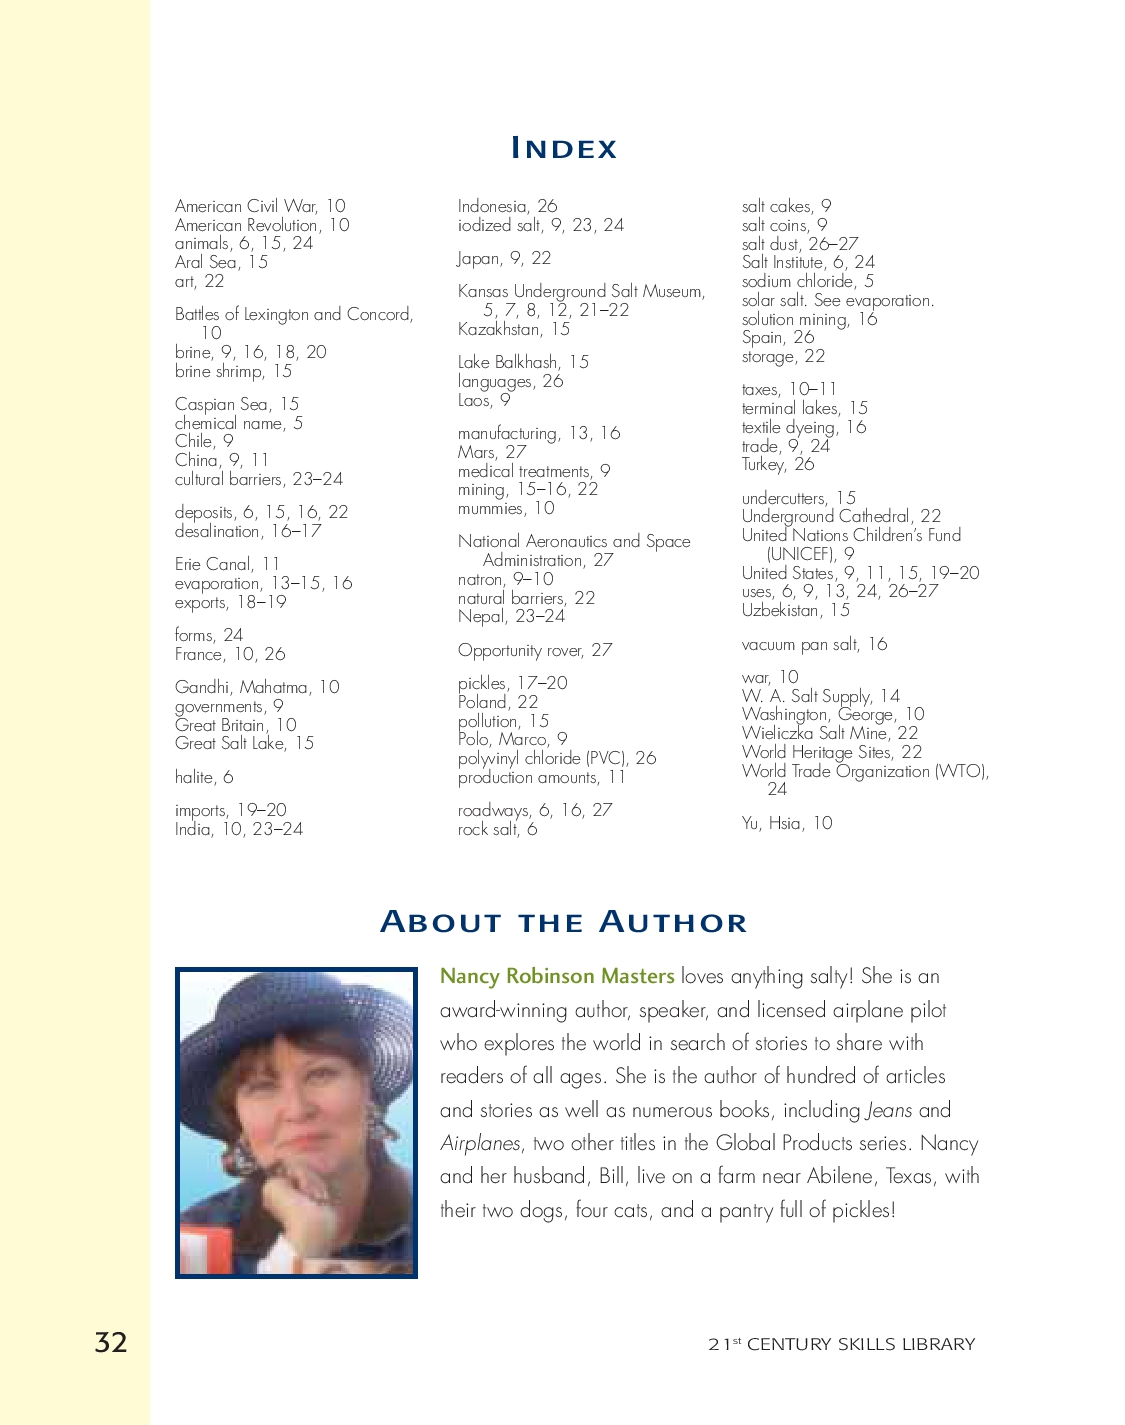 INDEX
American Civil War, 10
American Revolution, 10
animals, 6, 15, 24
Aral Sea, 15
art, 22
Battles of Lexington and Concord,
10
brine, 9, 16, 18, 20
brine shrimp, 15
Caspian Sea, 15
chemical name, 5
Chile, 9
China, 9, 11
cultural barriers, 23–24
deposits, 6, 15, 16, 22
desalination, 16–17
Erie Canal, 11
evaporation, 13–15, 16
exports, 18–19
forms, 24
France, 10, 26
Gandhi, Mahatma, 10
governments, 9
Great Britain, 10
Great Salt Lake, 15
halite, 6
imports, 19–20
India, 10, 23–24
Indonesia, 26
iodized salt, 9, 23, 24
Japan, 9, 22
Kansas Underground Salt Museum,
5, 7, 8, 12, 21–22
Kazakhstan, 15
Lake Balkhash, 15
languages, 26
Laos, 9
manufacturing, 13, 16
Mars, 27
medical treatments, 9
mining, 15–16, 22
mummies, 10
National Aeronautics and Space
Administration, 27
natron, 9–10
natural barriers, 22
Nepal, 23–24
Opportunity rover, 27
pickles, 17–20
Poland, 22
pollution, 15
Polo, Marco, 9
polyvinyl chloride (PVC), 26
production amounts, 11
roadways, 6, 16, 27
rock salt, 6
salt cakes, 9
salt coins, 9
salt dust, 26–27
Salt Institute, 6, 24
sodium chloride, 5
solar salt. See evaporation.
solution mining, 16
Spain, 26
storage, 22
taxes, 10–11
terminal lakes, 15
textile dyeing, 16
trade, 9, 24
Turkey, 26
undercutters, 15
Underground Cathedral, 22
United Nations Children's Fund
(UNICEF), 9
United States, 9, 11, 15, 19–20
uses, 6, 9, 13, 24, 26–27
Uzbekistan, 15
vacuum pan salt, 16
war, 10
W. A. Salt Supply, 14
Washington, George, 10
Wieliczka Salt Mine, 22
World Heritage Sites, 22
World Trade Organization (WTO),
24
Yu, Hsia, 10
ABOUT THE AUTHOR
Nancy Robinson Masters loves anything salty! She is an
award-winning author, speaker, and licensed airplane pilot
who explores the world in search of stories to share with
readers of all ages. She is the author of hundred of articles
and stories as well as numerous books, including Jeans and
Airplanes, two other titles in the Global Products series. Nancy
and her husband, Bill, live on a farm near Abilene, Texas, with
their two dogs, four cats, and a pantry full of pickles!
32
21st CENTURY SKILLS LIBRARY